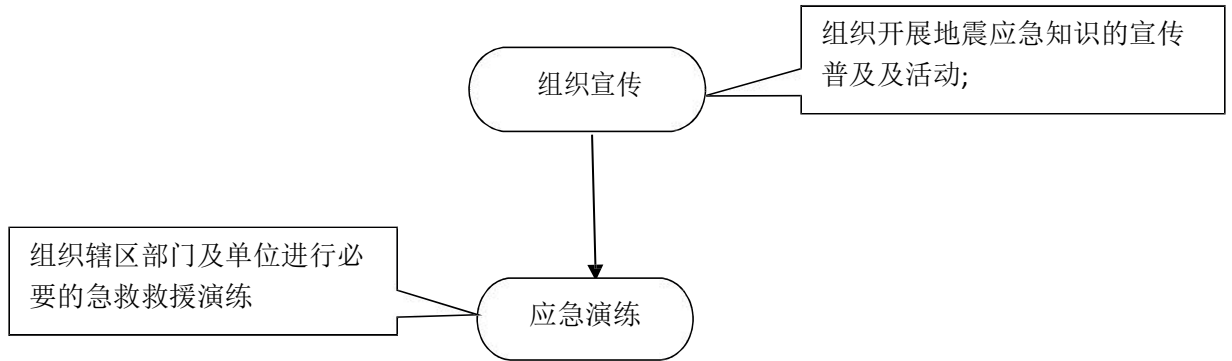 组织开展地震应急知识的宣传
普及及活动;
组织宣传
组织辖区部门及单位进行必
要的急救救援演练
应急演练